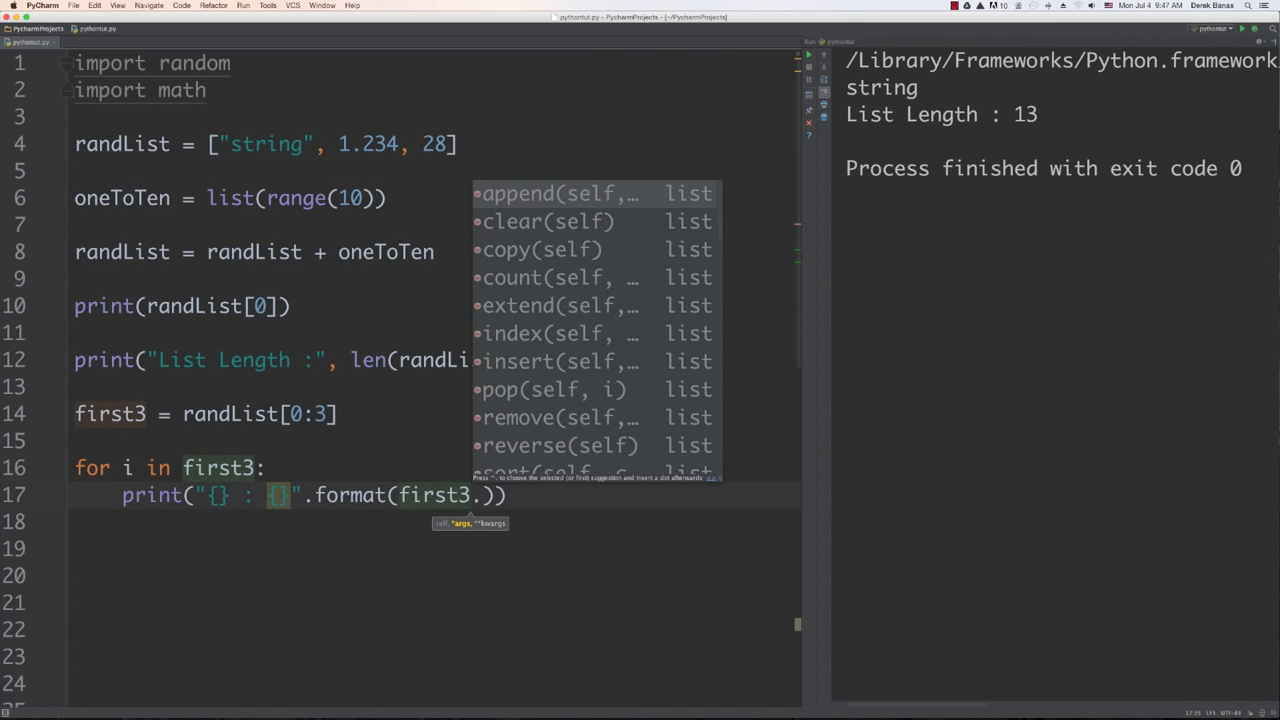 PyCharm File Edit View Navigate Code Refactor Run Tools VCS Window Help
10 Mon Jul 4 9:47 AM Derek Banas
pythontut.py - PycharmProjects - [~/PycharmProjects]
PycharmProjects pythontut.py pythontut
pythontut.py Run pythontut
1 import random
2 import math
3
4 randList = ["string", 1.234, 28]
5
6 oneToTen = list(range(10))
7
8 randList = randList + oneToTen
9
10 print(randList[0])
11
12 print("List Length :", len(randLi
13
14 first3 = randList[0:3]
15
16 for i in first3:
17 print("{} : {}".format(first3.))
18
19
20
21
22
23
24
append(self,… list
clear(self) list
copy(self) list
count(self, … list
extend(self,… list
index(self, … list
insert(self,… list
pop(self, i) list
remove(self,… list
reverse(self) list
Press ^. to choose the selected (or first) suggestion and insert a dot afterwards >>
self, *args, **kwargs
/Library/Frameworks/Python.framework
string
List Length : 13
Process finished with exit code 0
17:35 LF‡ UTF-8‡